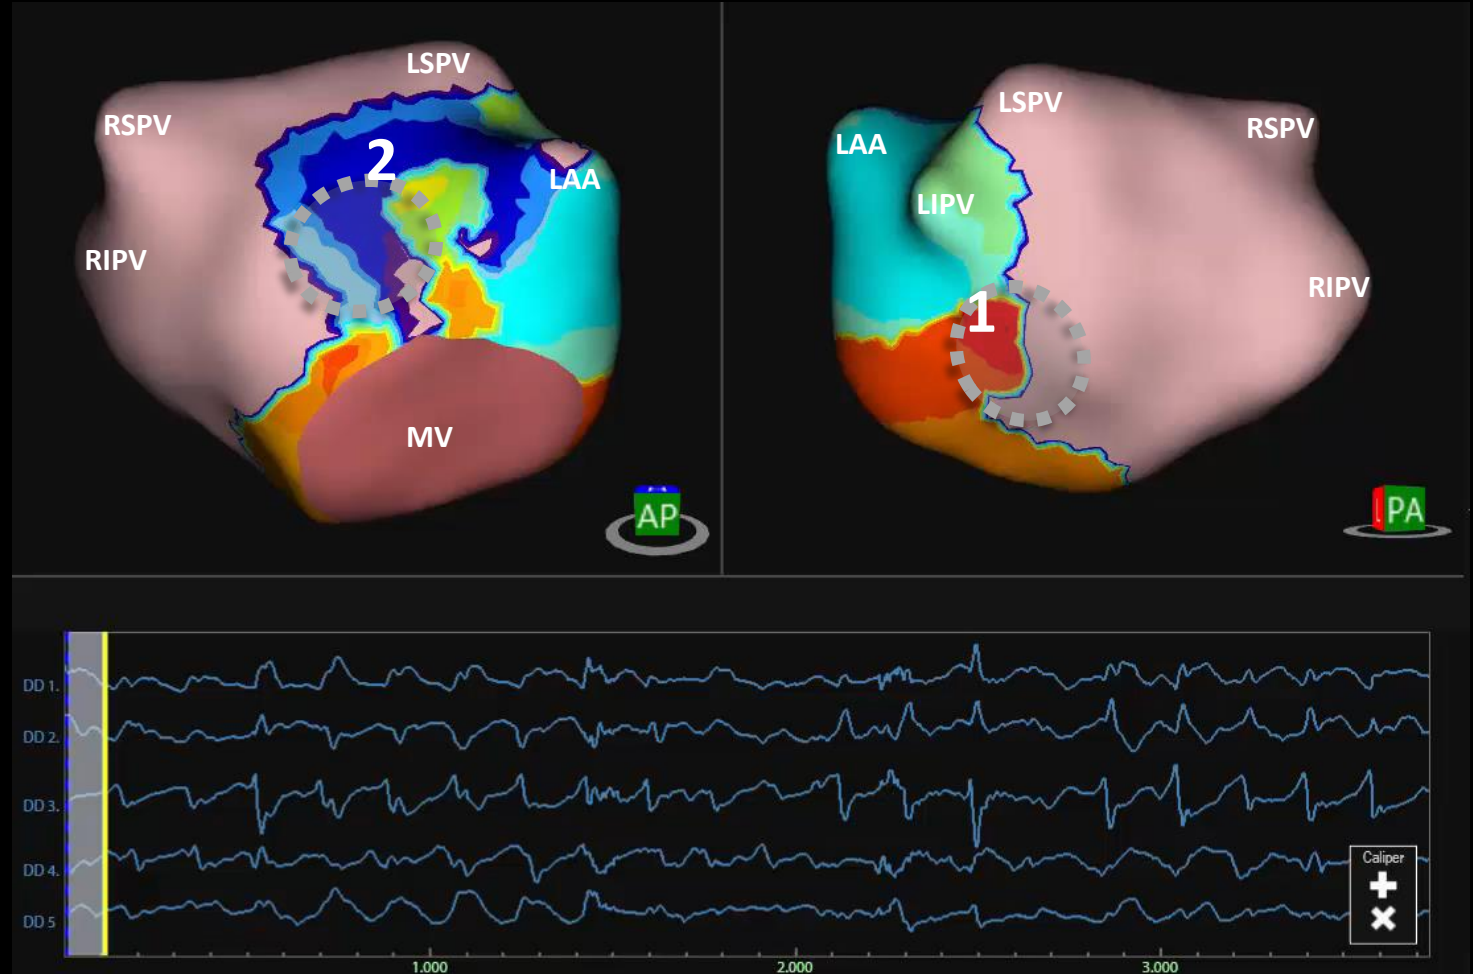 LSPV
RSPV
2
LAA
RIPV
MV
AP
LSPV
RSPV
LAA
LIPV
RIPV
1
PA
DD 1.
DD 2.
DD 3.
DD 4.
DD 5
Caliper
1.000
2.000
3.000